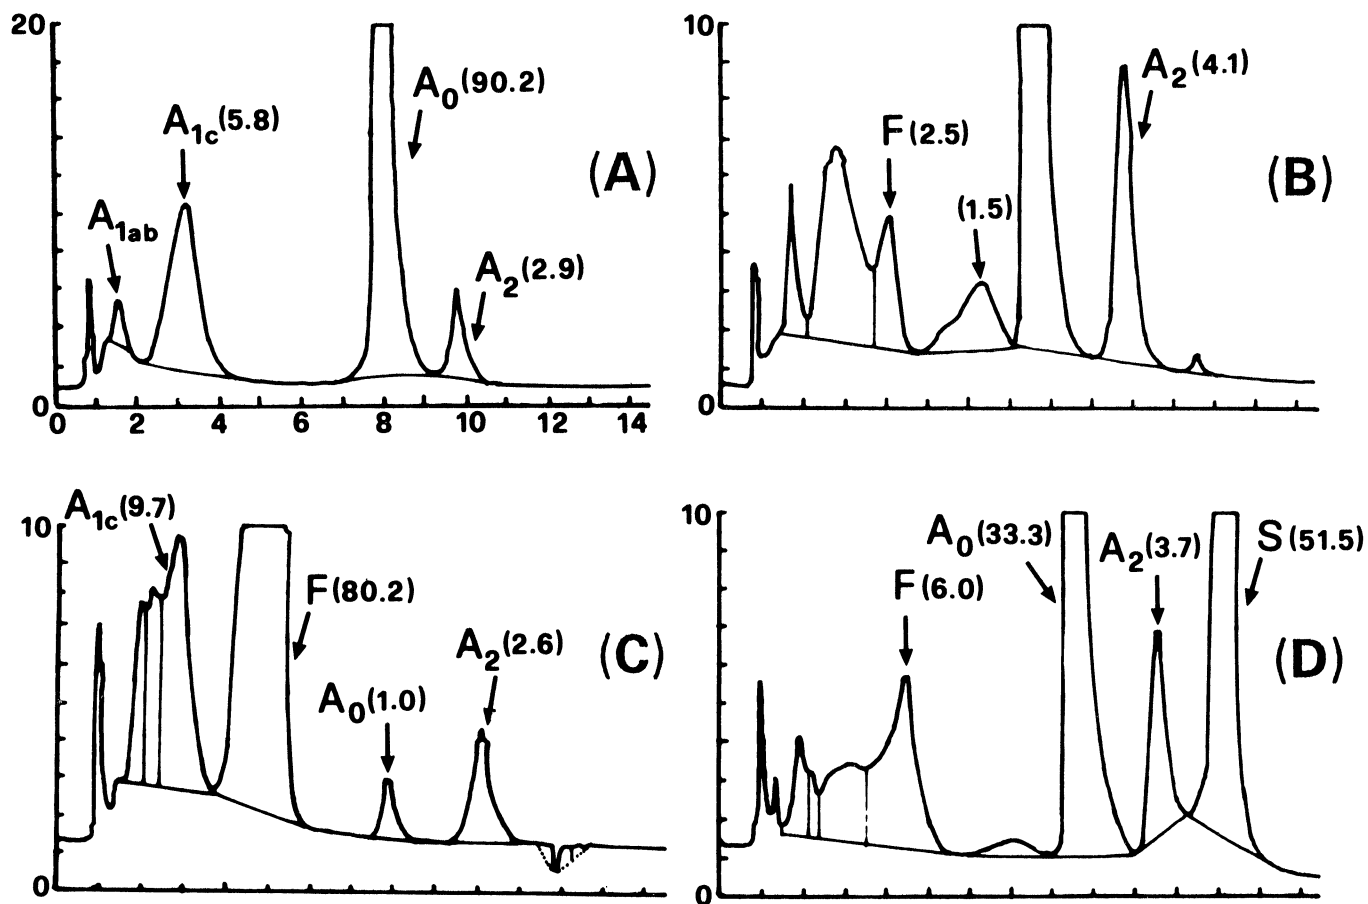 20
A1ab
A1c(5.8)
A0(90.2)
A2(2.9)
(A)
0
0 2 4 6 8 10 12 14
10
F(2.5)
(1.5)
A2(4.1)
(B)
0
10
A1c(9.7)
F(80.2)
A0(1.0)
A2(2.6)
(C)
0
10
F(6.0)
A0(33.3)
A2(3.7)
S(51.5)
(D)
0